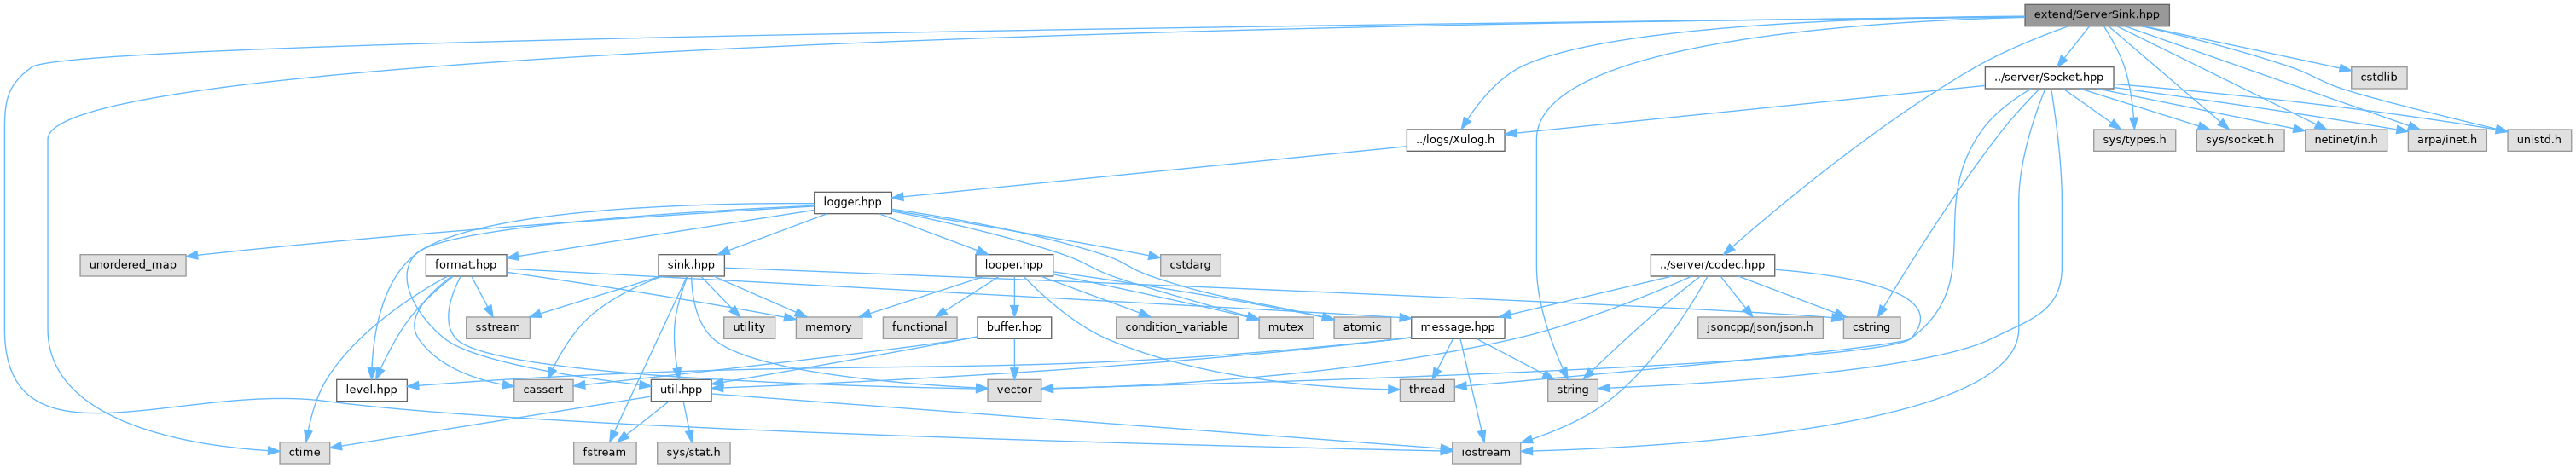 extend/ServerSink.hpp
../server/Socket.hpp
cstdlib
../logs/Xulog.h
sys/types.h
sys/socket.h
netinet/in.h
arpa/inet.h
unistd.h
logger.hpp
unordered_map
format.hpp
sink.hpp
looper.hpp
cstdarg
../server/codec.hpp
sstream
utility
memory
functional
buffer.hpp
condition_variable
mutex
atomic
message.hpp
jsoncpp/json/json.h
cstring
level.hpp
cassert
util.hpp
vector
thread
string
ctime
fstream
sys/stat.h
iostream